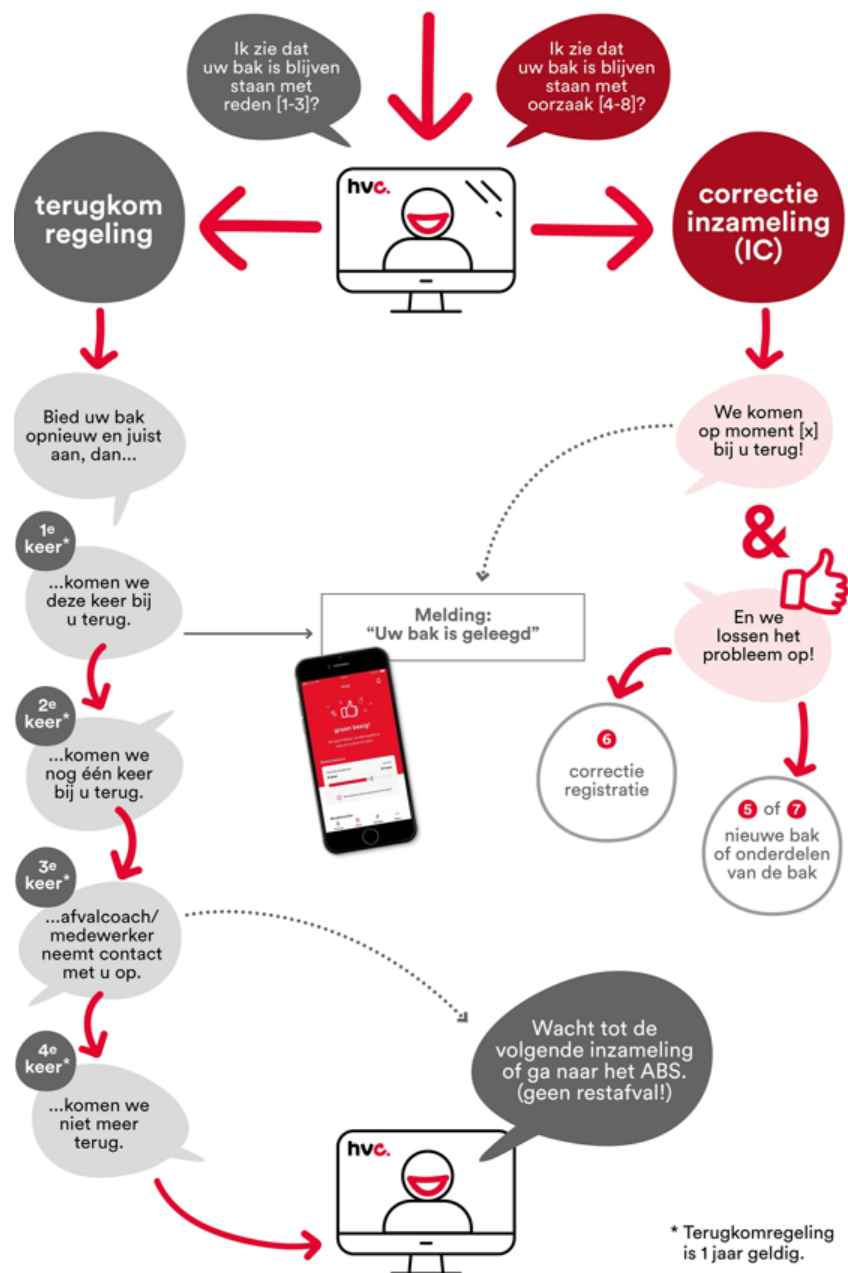 Ik zie dat
uw bak is blijven
staan met
reden [1-3]?
Ik zie dat
uw bak is blijven
staan met
oorzaak [4-8]?
hvc.
terugkom
regeling
correctie
inzameling
(IC)
Bied uw bak
opnieuw en juist
aan, dan...
We komen
op moment [x]
bij u terug!
&
1e
keer*
...komen we
deze keer bij
u terug.
Melding:
“Uw bak is geleegd”
En we
lossen het
probleem op!
groen bezig!
2e
keer*
...komen we
nog één keer
bij u terug.
6
correctie
registratie
5 of 7
nieuwe bak
of onderdelen
van de bak
3e
keer*
...afvalcoach/
medewerker
neemt contact
met u op.
4e
keer*
...komen we
niet meer
terug.
Wacht tot de
volgende inzameling
of ga naar het ABS.
(geen restafval!)
hvc.
* Terugkomregeling
is 1 jaar geldig.